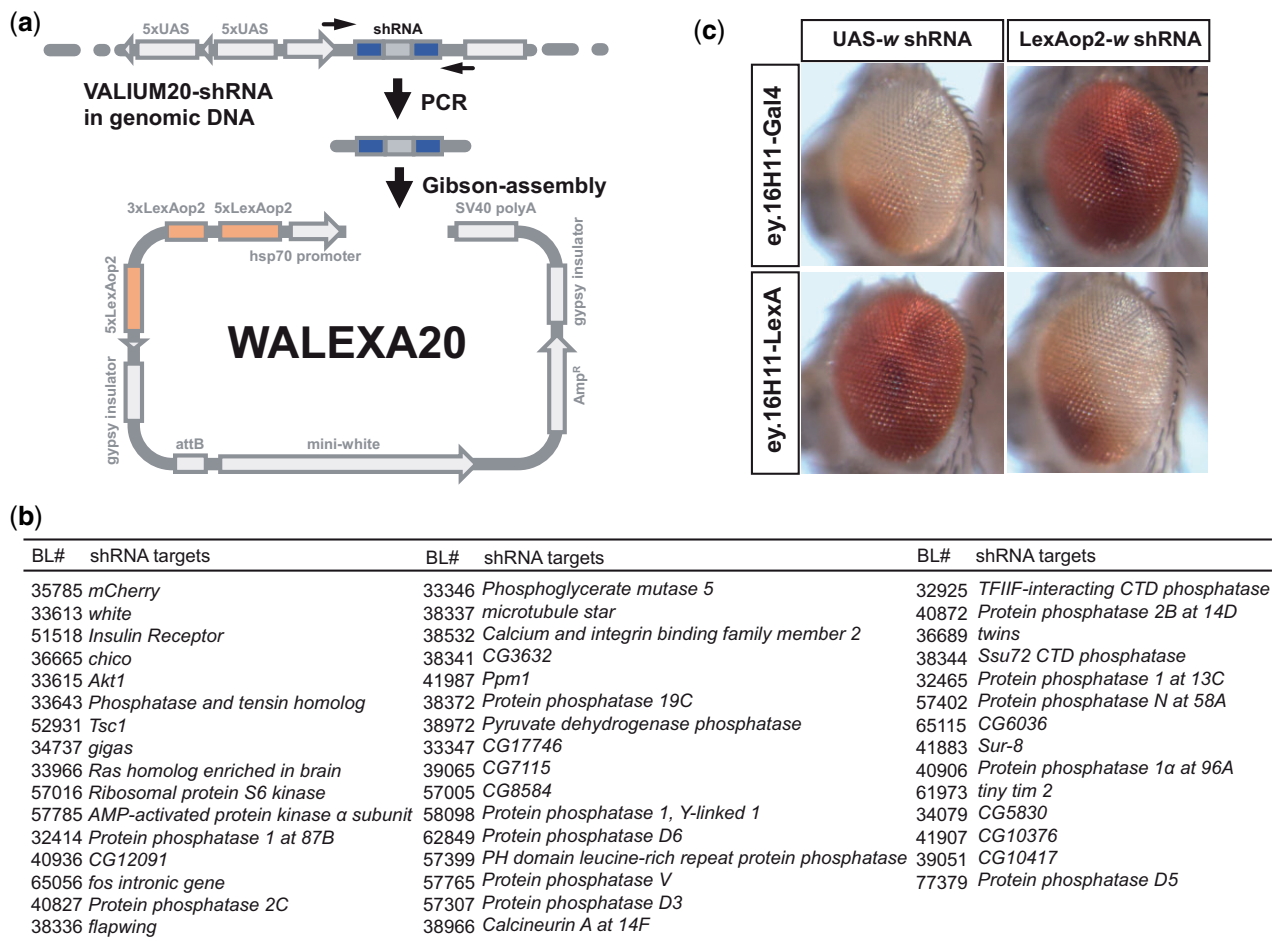 (a)
5xUAS 5xUAS shRNA
VALIUM20-shRNA
in genomic DNA
PCR
Gibson-assembly
3xLexAop2 5xLexAop2 SV40 polyA
hsp70 promoter
5xLexAop2
gypsy insulator
WALEXA20
gypsy insulator
AmpR
attB mini-white
(c)
UAS-w shRNA LexAop2-w shRNA
ey.16H11-Gal4
ey.16H11-LexA
(b)
BL# shRNA targets
35785 mCherry
33613 white
51518 Insulin Receptor
36665 chico
33615 Akt1
33643 Phosphatase and tensin homolog
52931 Tsc1
34737 gigas
33966 Ras homolog enriched in brain
57016 Ribosomal protein S6 kinase
57785 AMP-activated protein kinase α subunit
32414 Protein phosphatase 1 at 87B
40936 CG12091
65056 fos intronic gene
40827 Protein phosphatase 2C
38336 flapwing
BL# shRNA targets
33346 Phosphoglycerate mutase 5
38337 microtubule star
38532 Calcium and integrin binding family member 2
38341 CG3632
41987 Ppm1
38372 Protein phosphatase 19C
38972 Pyruvate dehydrogenase phosphatase
33347 CG17746
39065 CG7115
57005 CG8584
58098 Protein phosphatase 1, Y-linked 1
62849 Protein phosphatase D6
57399 PH domain leucine-rich repeat protein phosphatase
57765 Protein phosphatase V
57307 Protein phosphatase D3
38966 Calcineurin A at 14F
BL# shRNA targets
32925 TFIIF-interacting CTD phosphatase
40872 Protein phosphatase 2B at 14D
36689 twins
38344 Ssu72 CTD phosphatase
32465 Protein phosphatase 1 at 13C
57402 Protein phosphatase N at 58A
65115 CG6036
41883 Sur-8
40906 Protein phosphatase 1α at 96A
61973 tiny tim 2
34079 CG5830
41907 CG10376
39051 CG10417
77379 Protein phosphatase D5